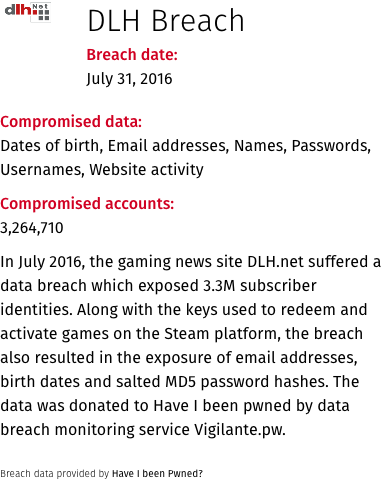 dlh.Net
DLH Breach
Breach date:
July 31, 2016
Compromised data:
Dates of birth, Email addresses, Names, Passwords,
Usernames, Website activity
Compromised accounts:
3,264,710
In July 2016, the gaming news site DLH.net suffered a
data breach which exposed 3.3M subscriber
identities. Along with the keys used to redeem and
activate games on the Steam platform, the breach
also resulted in the exposure of email addresses,
birth dates and salted MD5 password hashes. The
data was donated to Have I been pwned by data
breach monitoring service Vigilante.pw.
Breach data provided by Have I been Pwned?